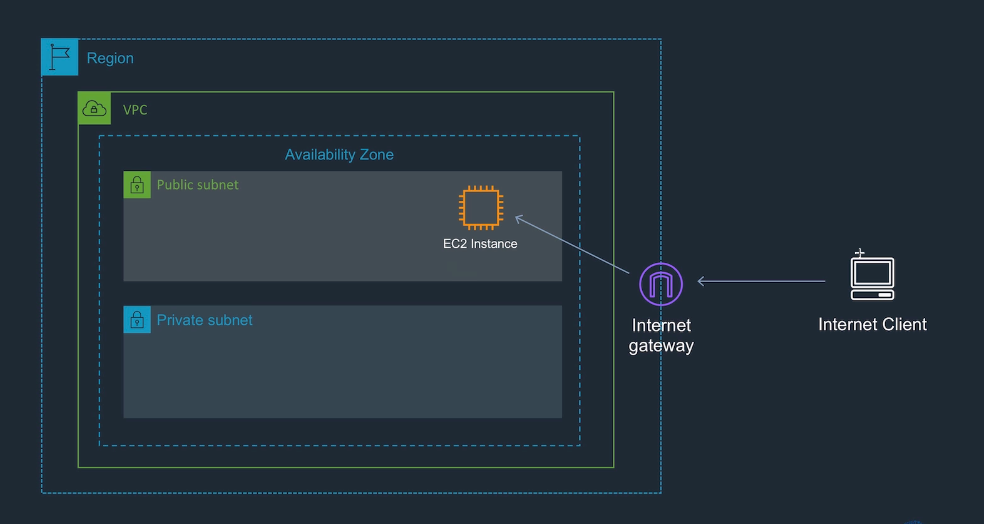 Region
VPC
Availability Zone
Public subnet
EC2 Instance
Private subnet
Internet
gateway
Internet Client